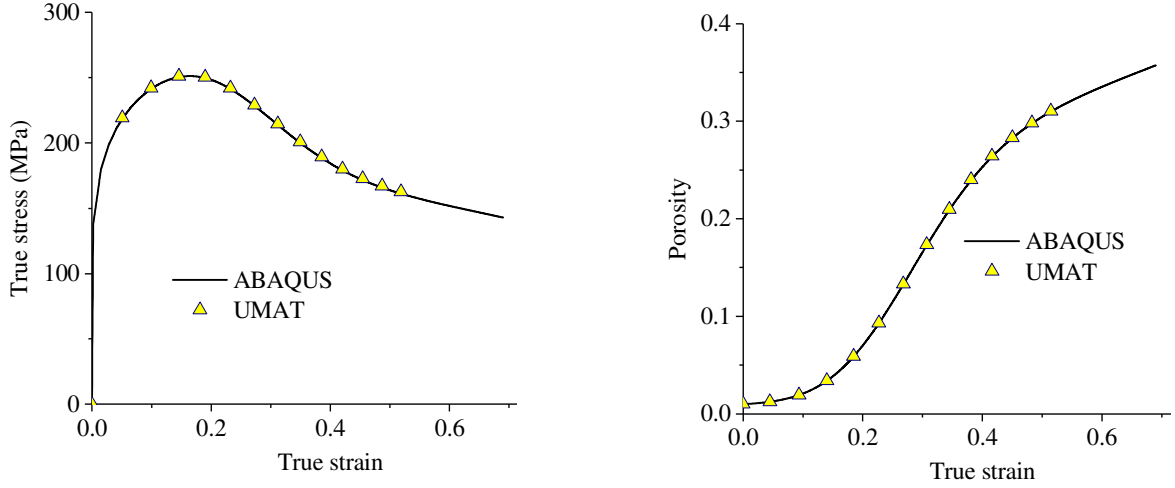 300
200
100
0
0.0 0.2 0.4 0.6
True stress (MPa)
True strain
ABAQUS
UMAT
0.4
0.3
0.2
0.1
0.0
0.0 0.2 0.4 0.6
Porosity
True strain
ABAQUS
UMAT